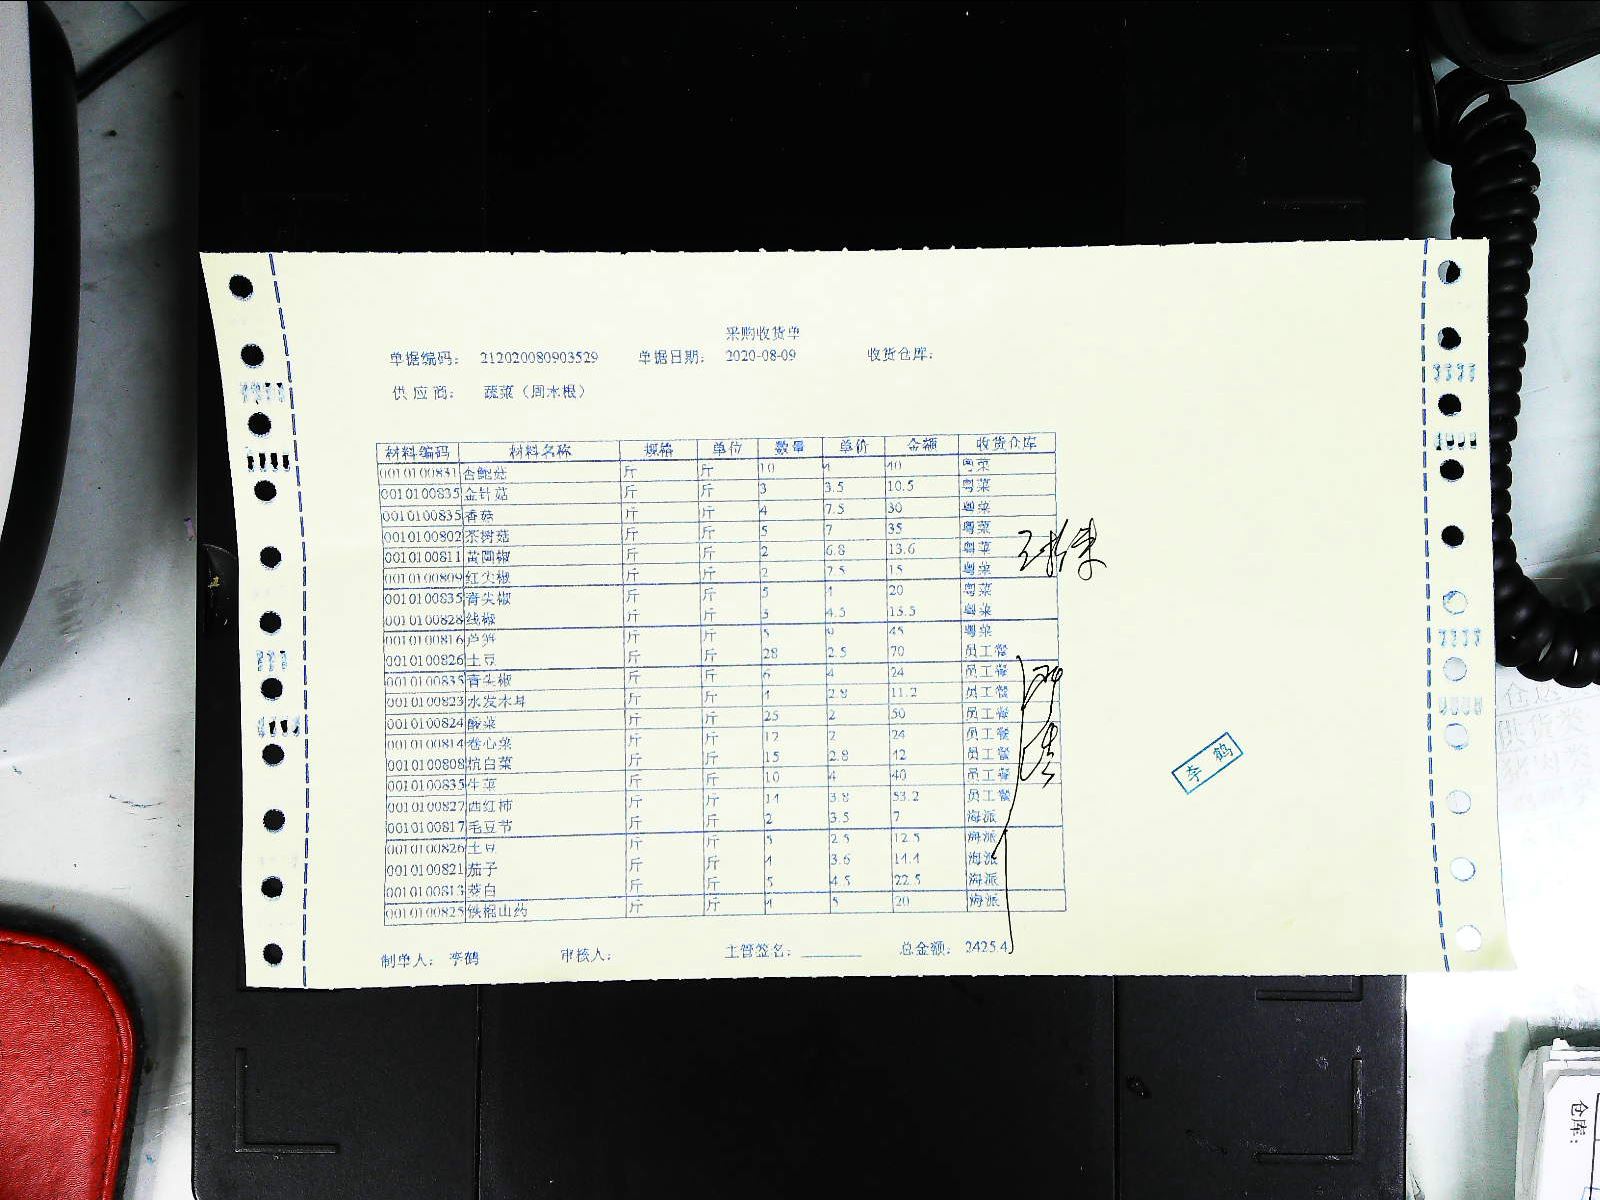 采购收货单
单据编码： 212020080903529 单据日期： 2020-08-09 收货仓库：
供应商： 蔬菜（周水根）
材料编码 材料名称 规格 单位 数量 单价 金额 收货仓库
0010100831 杏鲍菇 斤 斤 10 4 40 粤菜
0010100835 金针菇 斤 斤 3 3.5 10.5 粤菜
0010100835 香菇 斤 斤 4 7.5 30 粤菜
0010100802 茶树菇 斤 斤 5 7 35 粤菜
0010100811 黄圆椒 斤 斤 2 6.8 13.6 粤菜
0010100809 红尖椒 斤 斤 2 7.5 15 粤菜
0010100835 青尖椒 斤 斤 5 4 20 粤菜
0010100828 线椒 斤 斤 3 4.5 13.5 粤菜
0010100816 芦笋 斤 斤 5 9 45 粤菜
0010100826 土豆 斤 斤 28 2.5 70 员工餐
0010100835 青尖椒 斤 斤 6 4 24 员工餐
0010100823 水发木耳 斤 斤 4 2.8 11.2 员工餐
0010100824 酸菜 斤 斤 25 2 50 员工餐
0010100814 卷心菜 斤 斤 12 2 24 员工餐
0010100808 杭白菜 斤 斤 15 2.8 42 员工餐
0010100835 生菜 斤 斤 10 4 40 员工餐
0010100827 西红柿 斤 斤 14 3.8 53.2 员工餐
0010100817 毛豆节 斤 斤 2 3.5 7 海派
0010100826 土豆 斤 斤 5 2.5 12.5 海派
0010100821 茄子 斤 斤 4 3.6 14.4 海派
0010100813 茭白 斤 斤 5 4.5 22.5 海派
0010100825 铁棍山药 斤 斤 4 5 20 海派
李鹤
制单人： 李鹤 审核人： 主管签名： 总金额： 2425.4
供货类
仓库：